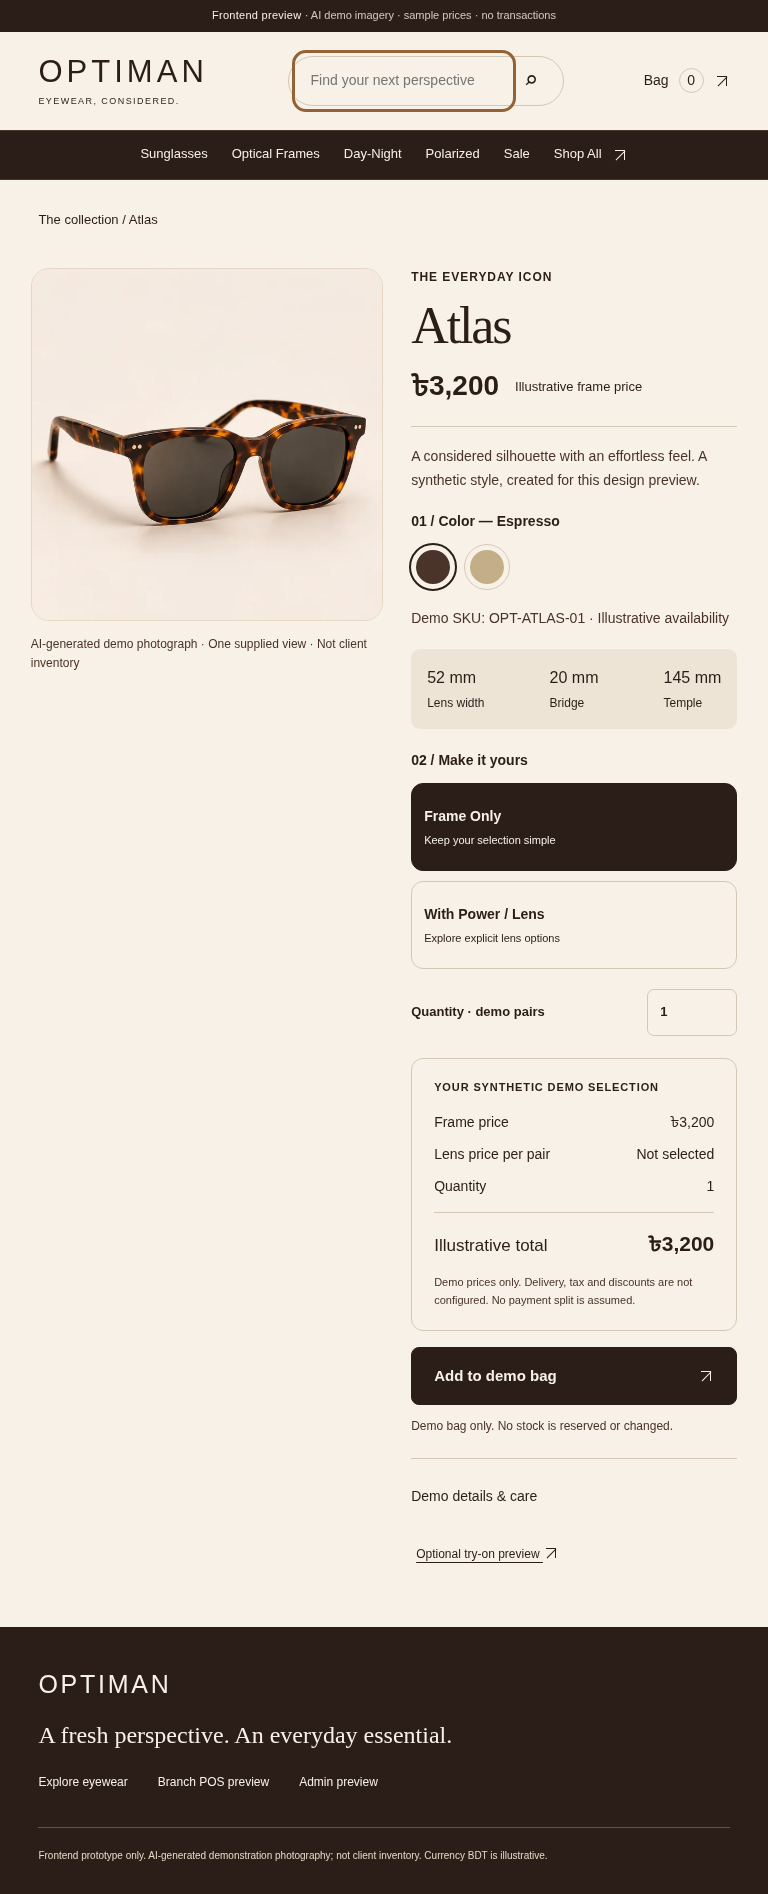 Frontend preview · AI demo imagery · sample prices · no transactions
OPTIMAN
EYEWEAR, CONSIDERED.
Find your next perspective
Bag 0
Sunglasses Optical Frames Day-Night Polarized Sale Shop All
The collection / Atlas
AI-generated demo photograph · One supplied view · Not client
inventory
THE EVERYDAY ICON
Atlas
৳3,200 Illustrative frame price
A considered silhouette with an effortless feel. A
synthetic style, created for this design preview.
01 / Color — Espresso
Demo SKU: OPT-ATLAS-01 · Illustrative availability
52 mm 20 mm 145 mm
Lens width Bridge Temple
02 / Make it yours
Frame Only
Keep your selection simple
With Power / Lens
Explore explicit lens options
Quantity · demo pairs 1
YOUR SYNTHETIC DEMO SELECTION
Frame price ৳3,200
Lens price per pair Not selected
Quantity 1
Illustrative total ৳3,200
Demo prices only. Delivery, tax and discounts are not
configured. No payment split is assumed.
Add to demo bag
Demo bag only. No stock is reserved or changed.
Demo details & care
Optional try-on preview
OPTIMAN
A fresh perspective. An everyday essential.
Explore eyewear Branch POS preview Admin preview
Frontend prototype only. AI-generated demonstration photography; not client inventory. Currency BDT is illustrative.